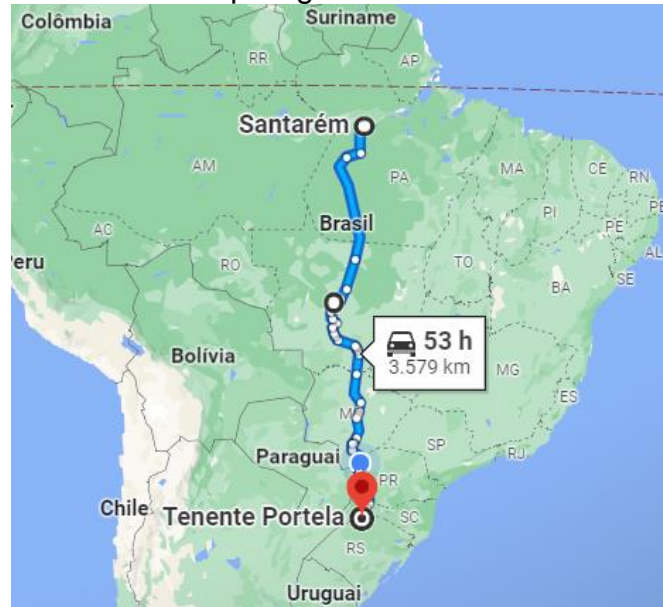 Colômbia
Suriname
RR
AP
Santarém
AM
PA
MA
CE
RN
Brasil
PI
PE
AC
AL
eru
RO
TO
SE
BA
53 h
3.579 km
Bolívia
MG
ES
SP
RJ
Paraguai
PR
Chile
Tenente Portela
SC
RS
Uruguai